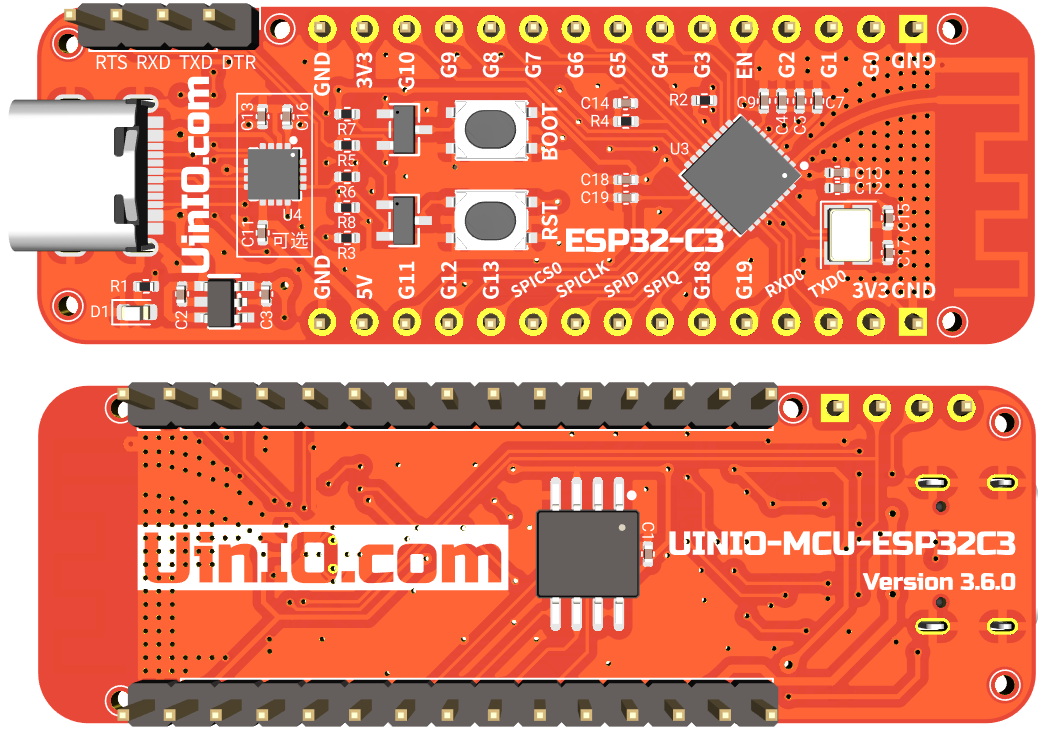 RTS RXD TXD DTR
GND 3V3 G10 G9 G8 G7 G6 G5 G4 G3 EN G2 G1 G0 GND
UinIO.com
C13 C16
U4
C11
可选
R7
R5
R6
R8
R3
BOOT
RST
C14
R4
C18
C19
R2
U3
C9 C4 C5 C7
C10
C12
C15
C17
ESP32-C3
R1
D1
C2
C3
GND 5V G11 G12 G13 SPICS0 SPICLK SPID SPIQ G18 G19 RXD0 TXD0 3V3 GND
UinIO.com
C1
UINIO-MCU-ESP32C3
Version 3.6.0